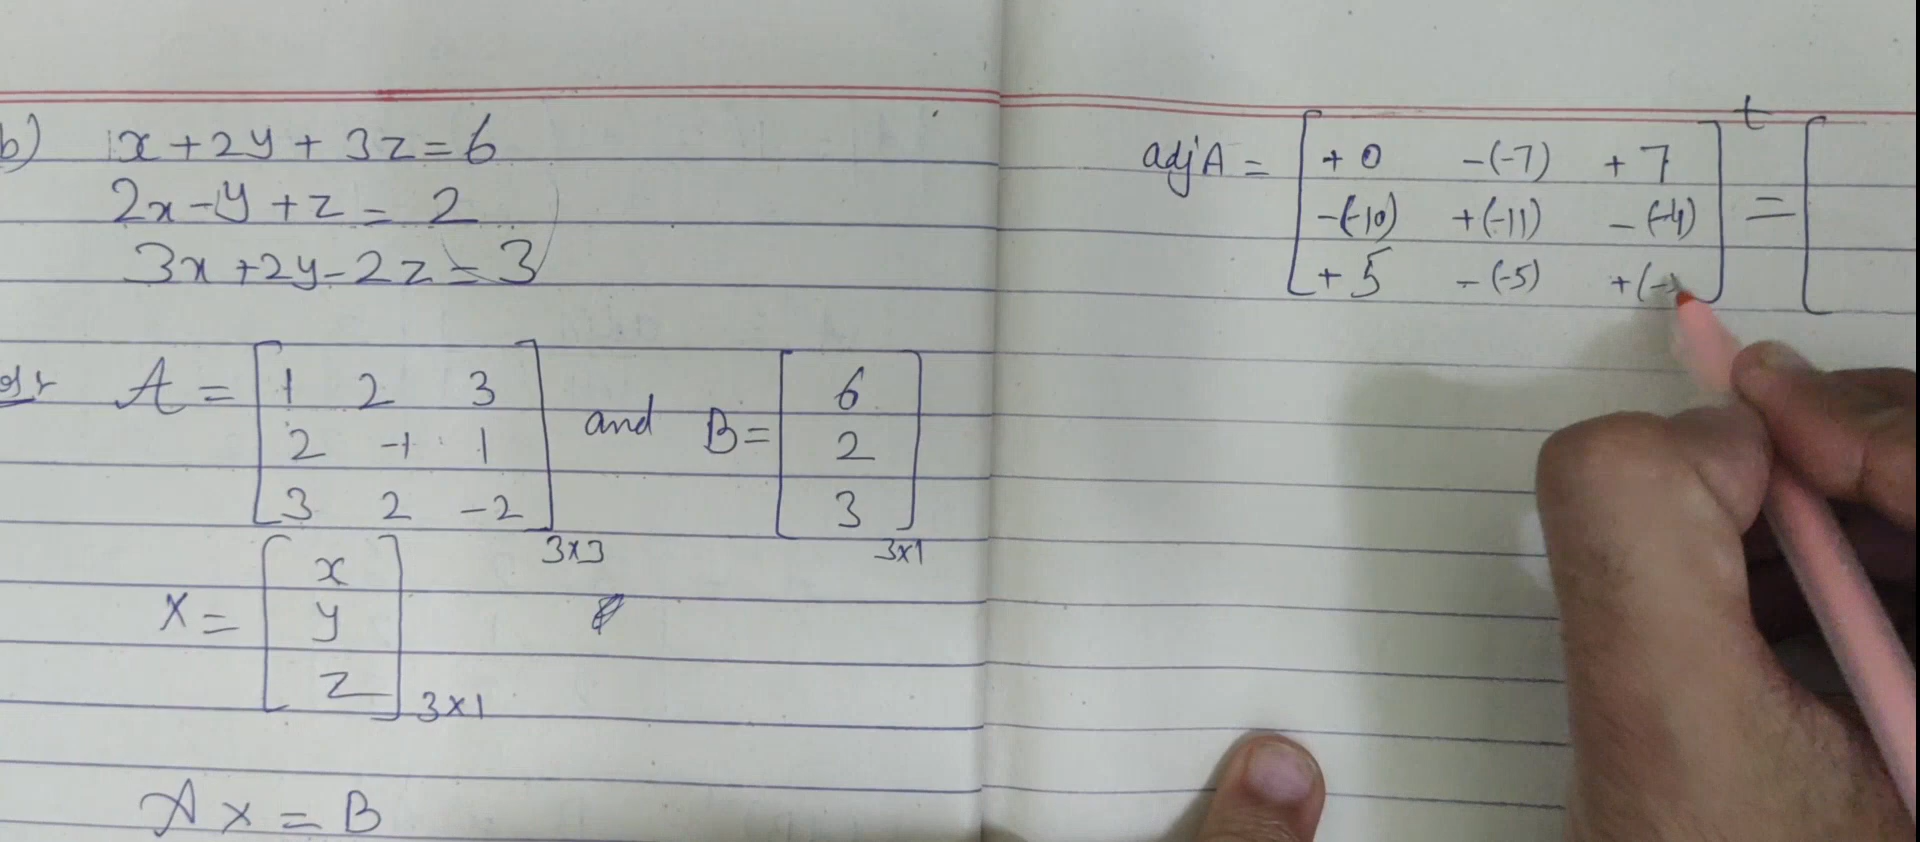 b) 1x+2y+3z=6
2x-y+z=2
3x+2y-2z=3
A = [1 2 3
2 -1 1
3 2 -2] 3x3 and B= [6
2
3] 3x1
X = [x
y
z] 3x1
AX = B
adj A = [+0 -(-7) +7
-(-10) +(-11) -(-4)
+5 -(-5) +(-] t = [